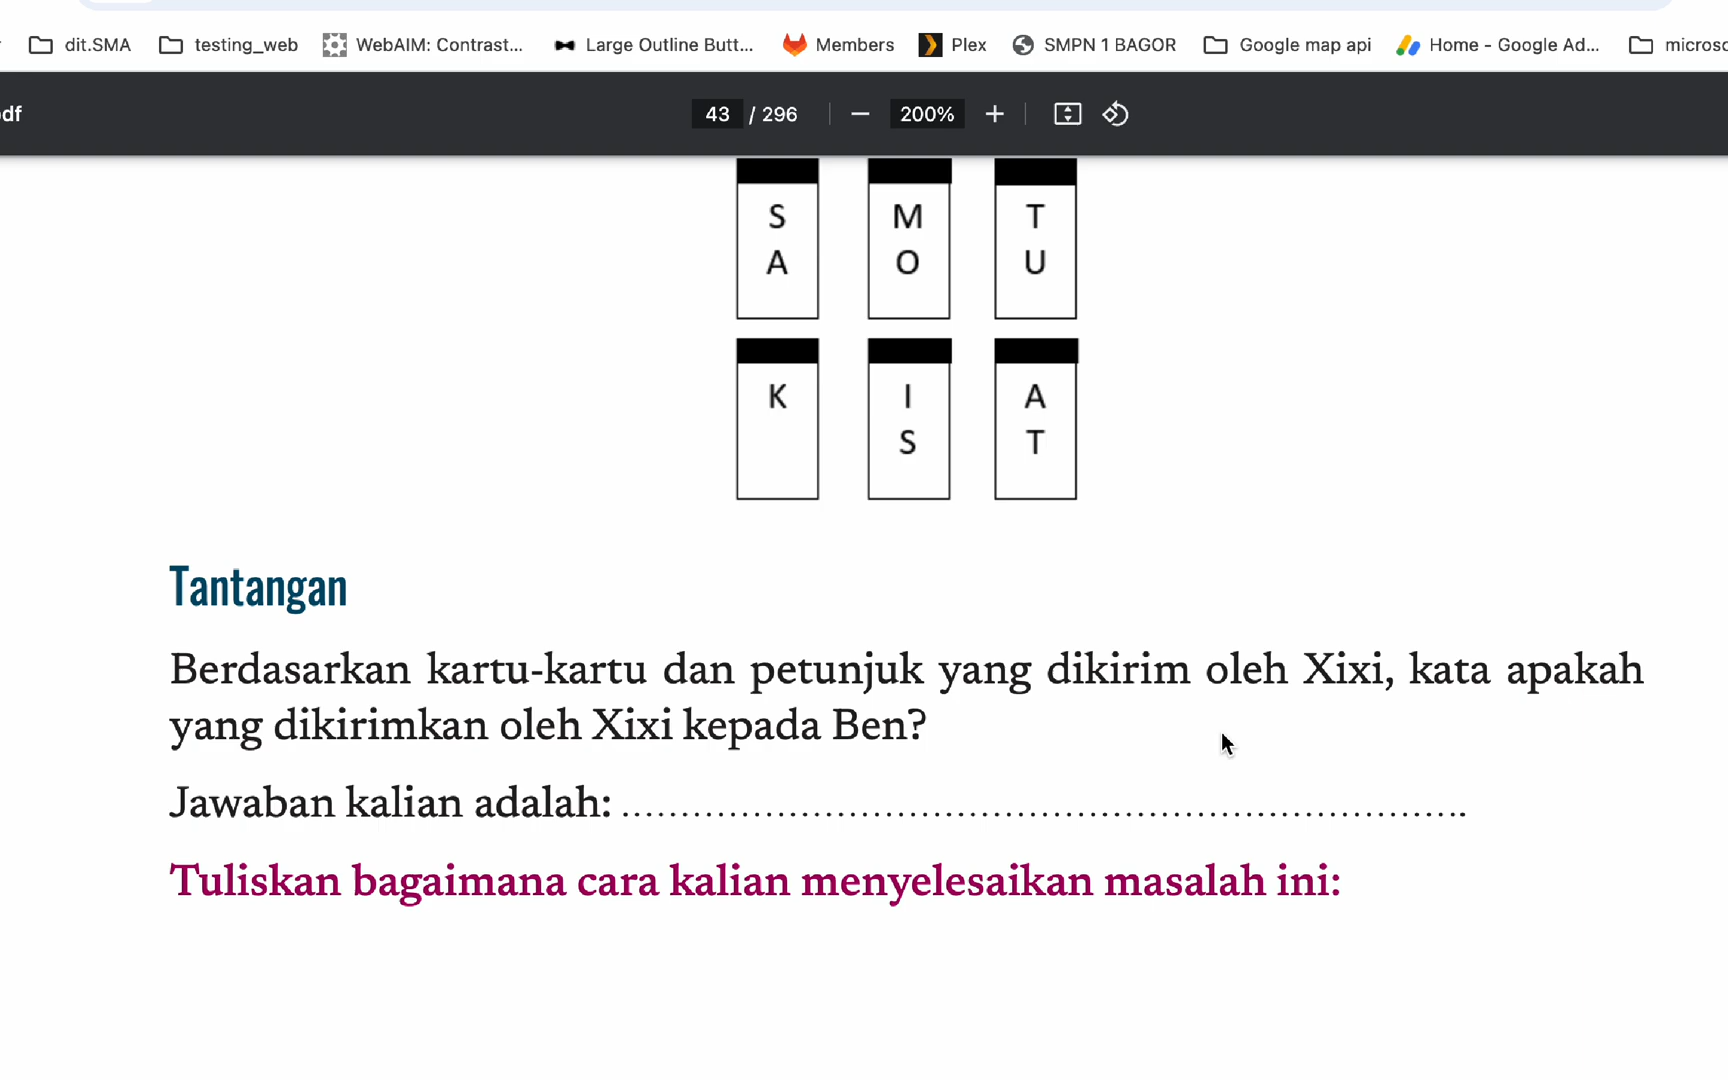 dit.SMA testing_web WebAIM: Contrast... Large Outline Butt... Members Plex SMPN 1 BAGOR Google map api Home - Google Ad... microsc
df 43 / 296 200%
S M T
A O U
K I A
S T
Tantangan
Berdasarkan kartu-kartu dan petunjuk yang dikirim oleh Xixi, kata apakah
yang dikirimkan oleh Xixi kepada Ben?
Jawaban kalian adalah: ........................................................................
Tuliskan bagaimana cara kalian menyelesaikan masalah ini: